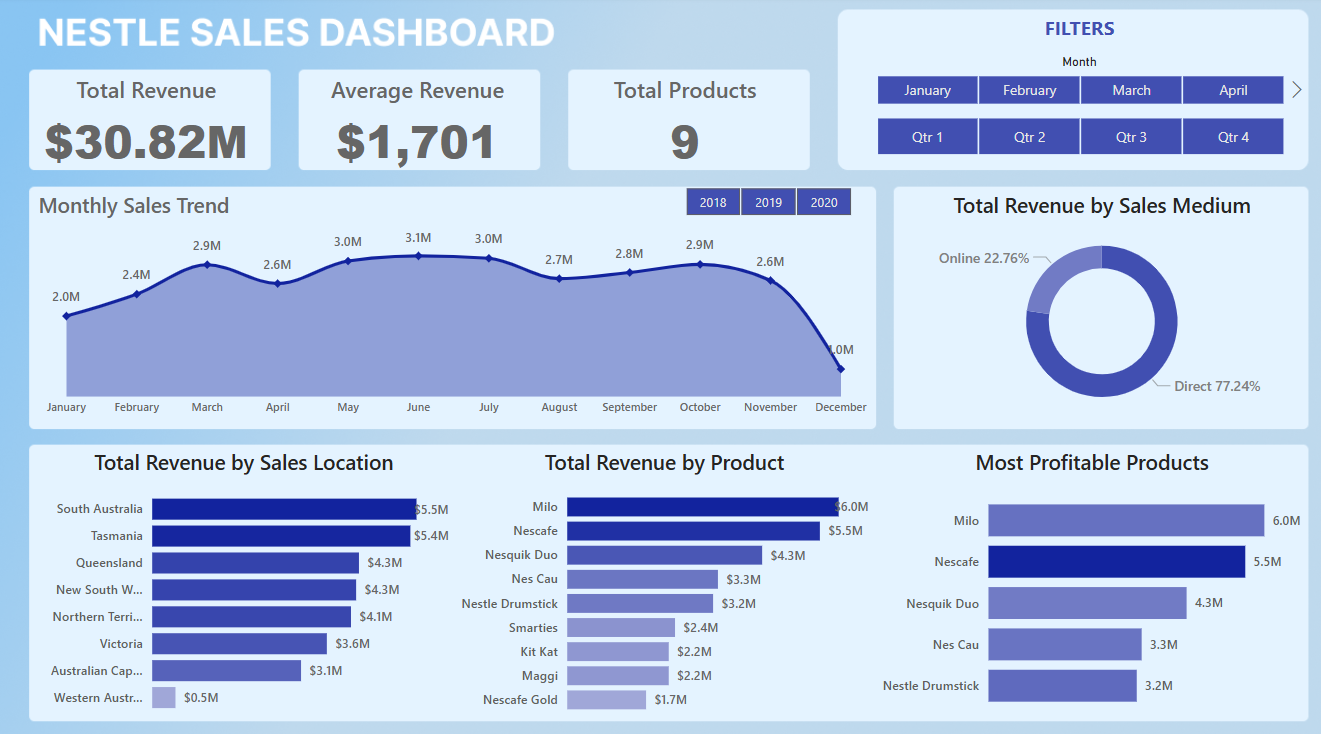 NESTLE SALES DASHBOARD
Total Revenue
$30.82M
Average Revenue
$1,701
Total Products
9
FILTERS
Month
January February March April
Qtr 1 Qtr 2 Qtr 3 Qtr 4
Monthly Sales Trend
2018 2019 2020
2.0M 2.4M 2.9M 2.6M 3.0M 3.1M 3.0M 2.7M 2.8M 2.9M 2.6M 1.0M
January February March April May June July August September October November December
Total Revenue by Sales Medium
Online 22.76%
Direct 77.24%
Total Revenue by Sales Location
South Australia $5.5M
Tasmania $5.4M
Queensland $4.3M
New South W... $4.3M
Northern Terri... $4.1M
Victoria $3.6M
Australian Cap... $3.1M
Western Austr... $0.5M
Total Revenue by Product
Milo $6.0M
Nescafe $5.5M
Nesquik Duo $4.3M
Nes Cau $3.3M
Nestle Drumstick $3.2M
Smarties $2.4M
Kit Kat $2.2M
Maggi $2.2M
Nescafe Gold $1.7M
Most Profitable Products
Milo 6.0M
Nescafe 5.5M
Nesquik Duo 4.3M
Nes Cau 3.3M
Nestle Drumstick 3.2M